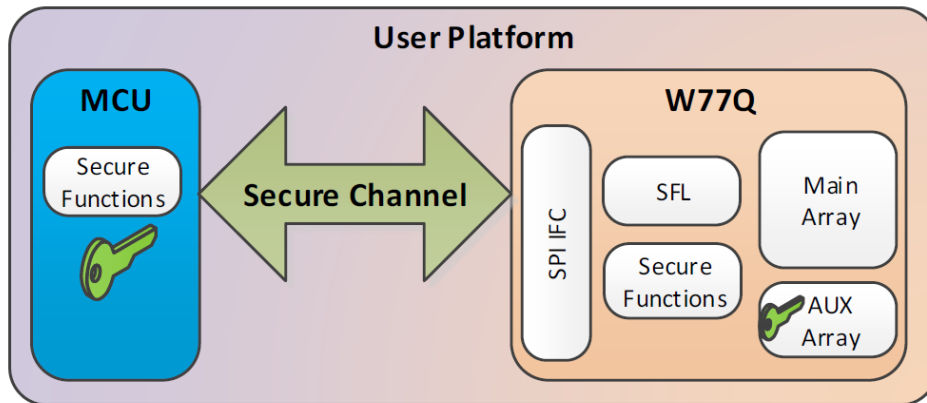 User Platform
MCU
Secure
Functions
Secure Channel
W77Q
SPI IFC
SFL
Secure
Functions
Main
Array
AUX
Array